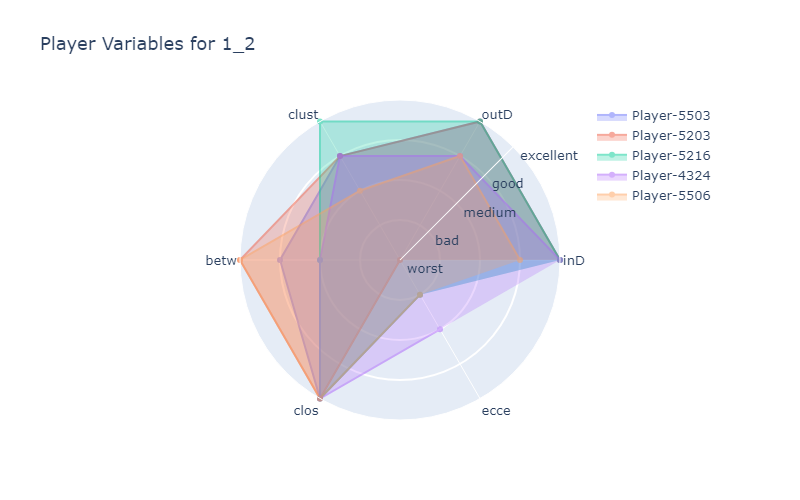 Player Variables for 1_2
clust
outD
Player-5503
Player-5203
Player-5216
Player-4324
Player-5506
excellent
good
medium
bad
worst
betw
inD
clos
ecce